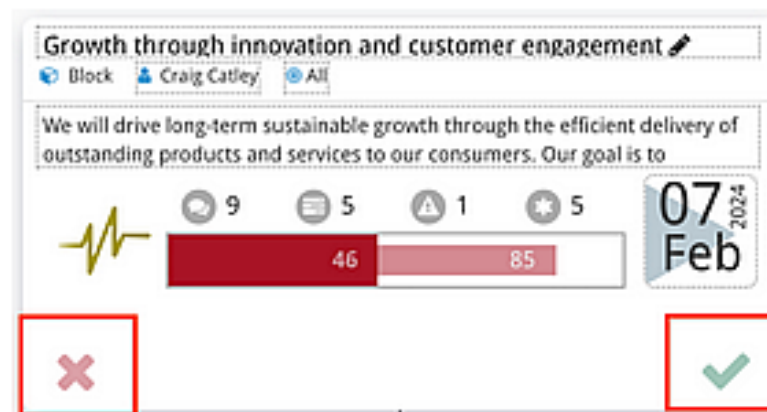 Growth through innovation and customer engagement
Block Craig Catley All
We will drive long-term sustainable growth through the efficient delivery of
outstanding products and services to our consumers. Our goal is to
9 5 1 5
46 85
07
Feb
2024